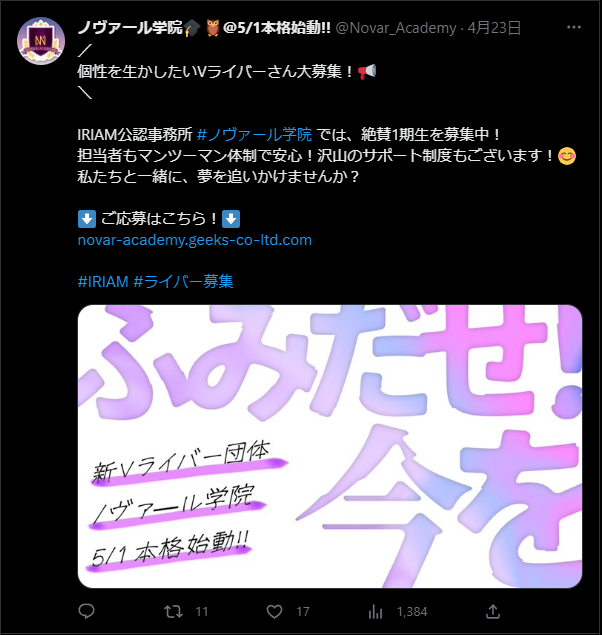 ノヴァール学院🎓🦉@5/1本格始動!! @Novar_Academy · 4月23日
／
個性を生かしたいVライバーさん大募集！📢
＼
IRIAM公認事務所 #ノヴァール学院 では、絶賛1期生を募集中！
担当者もマンツーマン体制で安心！沢山のサポート制度もございます！😊
私たちと一緒に、夢を追いかけませんか？
⬇️ ご応募はこちら！⬇️
novar-academy.geeks-co-ltd.com
#IRIAM #ライバー募集
ふみだせ!
今を
新Vライバー団体
ノヴァール学院
5/1 本格始動!!
11 17 1,384